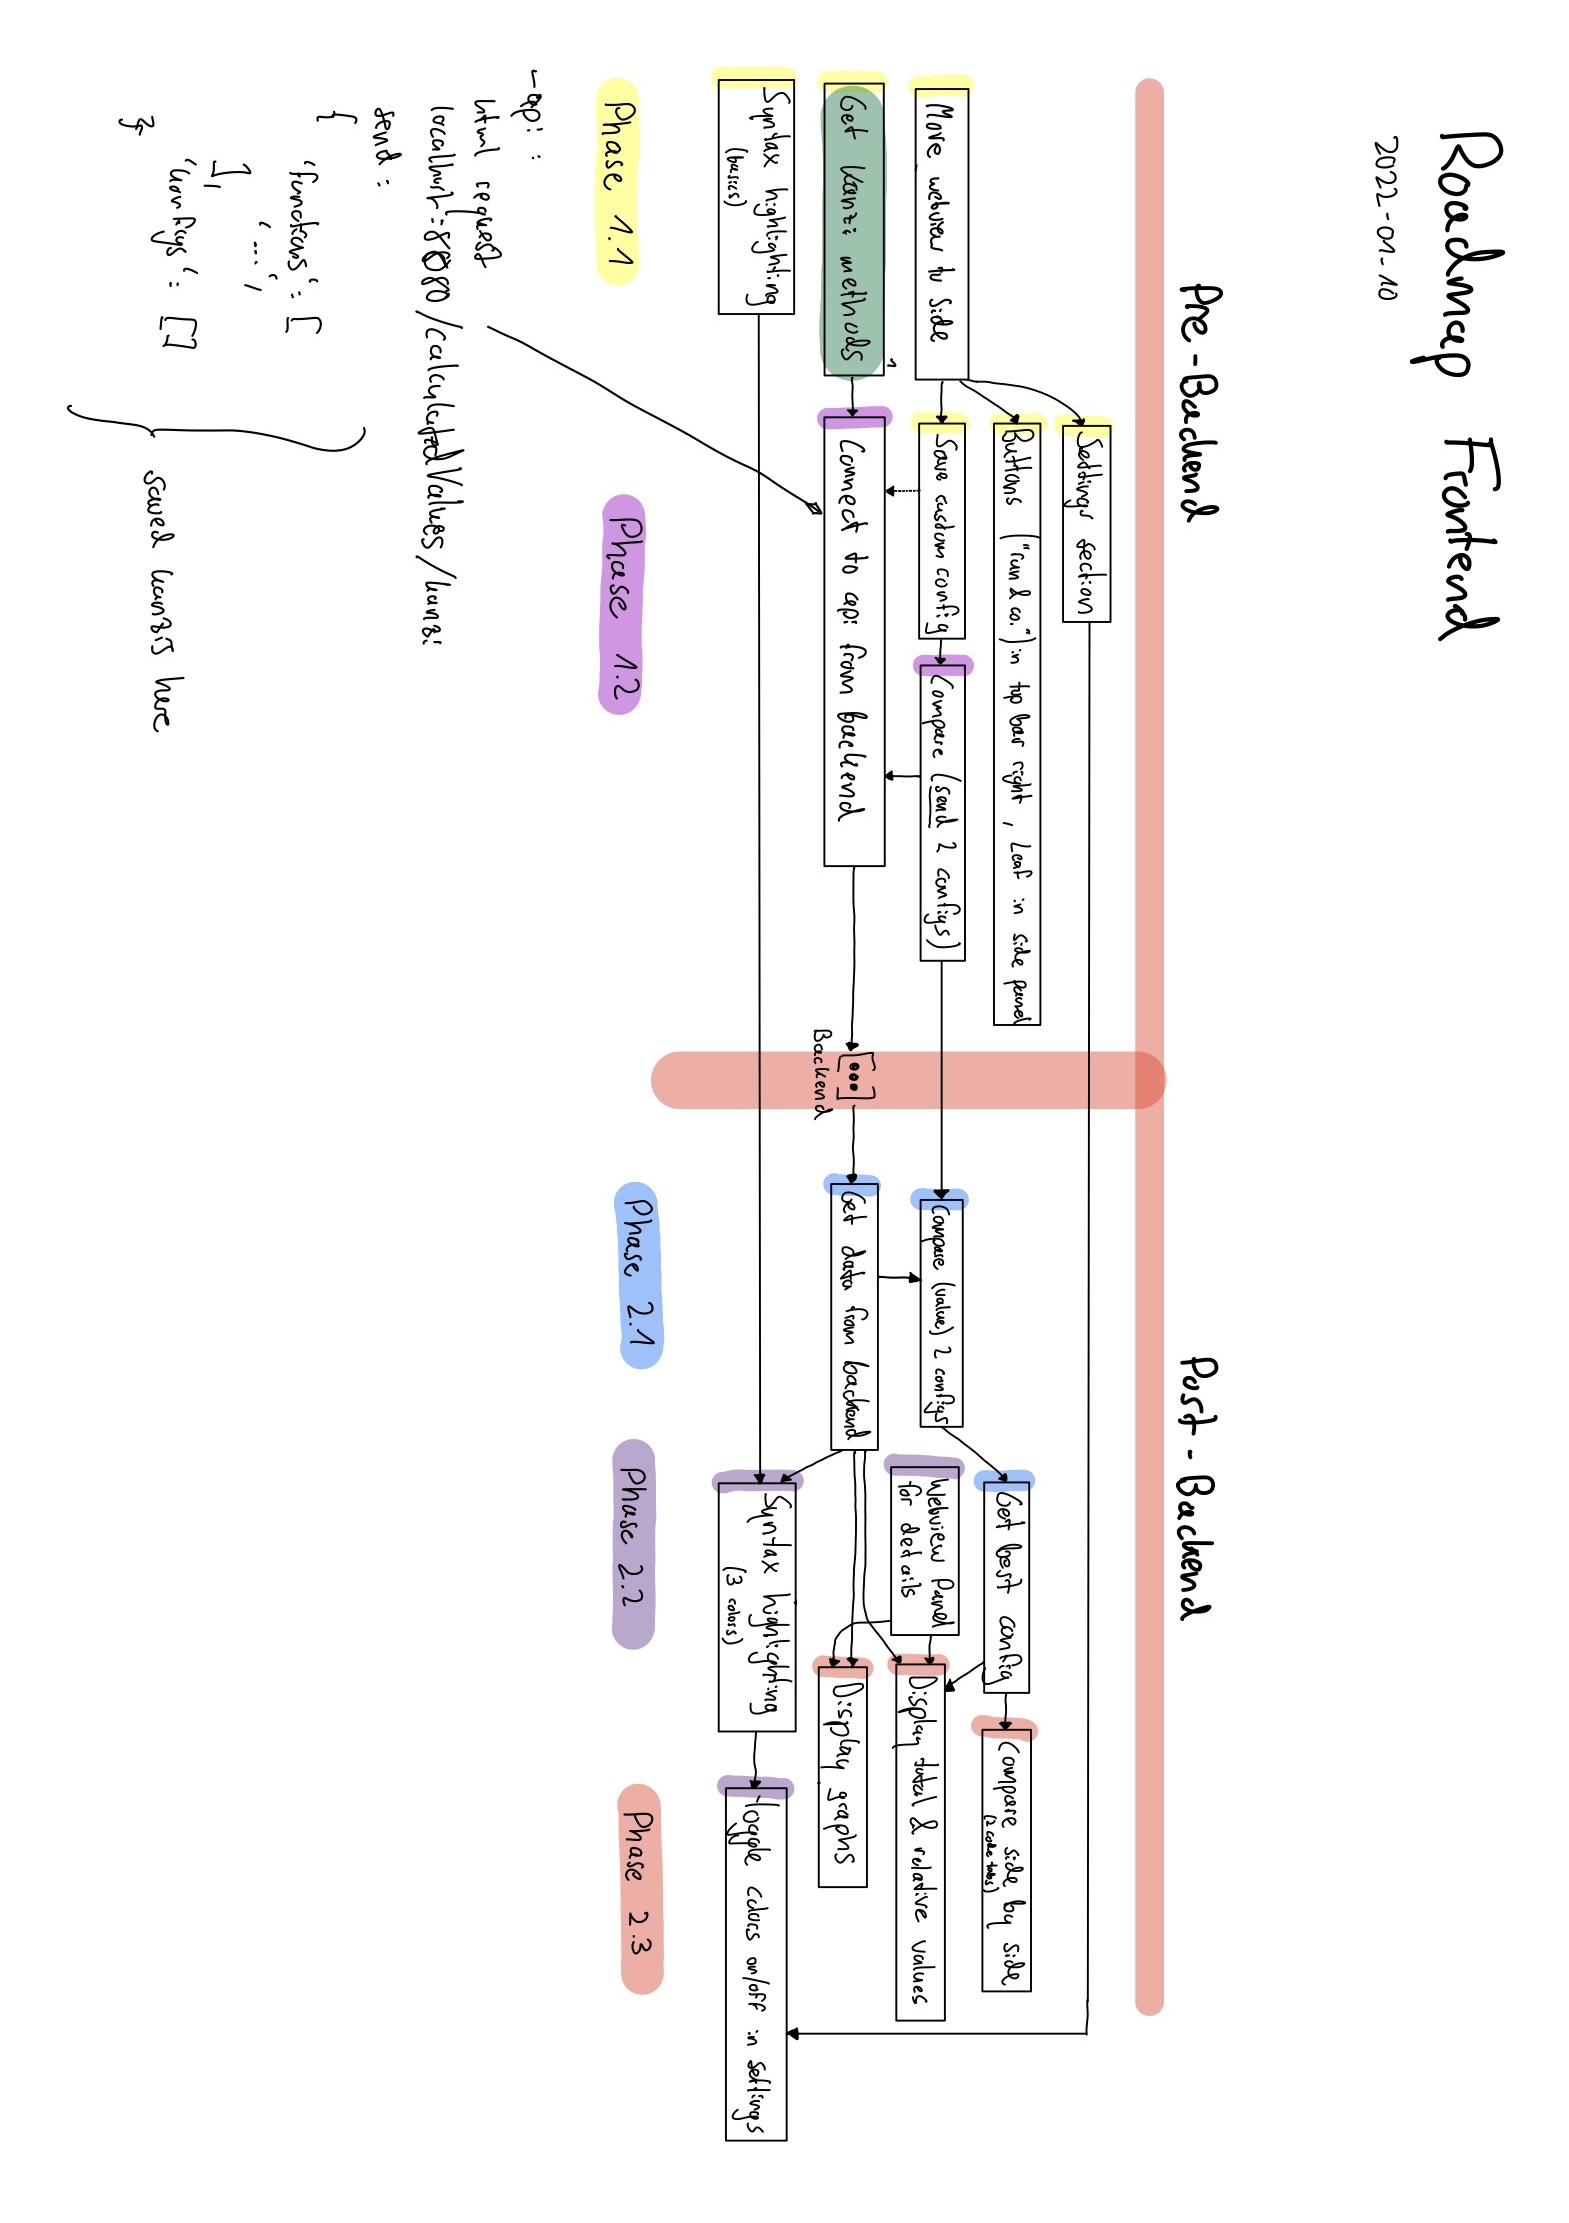 Roadmap Frontend
2022-01-10
Pre-Backend
Post-Backend
Settings section
Buttons ("run & co.") in top bar right, Leaf in side panel
Move webview to side
Save custom config
Compare (send 2 configs)
Compare (value) 2 configs
Get best config
Compare side by side
(2 code tabs)
Webview Panel
for details
Display total & relative values
Get kanzi methods
1
Connect to api from backend
[...]
Backend
Get data from backend
Display graphs
Syntax highlighting
(basics)
Syntax highlighting
(3 colors)
Toggle colors on/off in settings
Phase 1.1
Phase 1.2
Phase 2.1
Phase 2.2
Phase 2.3
-api:
html request
localhost:8080/calculatedValues/kanzi
send:
{
"functions": [
"...",
],
"configs": []
}
saved kanzis here